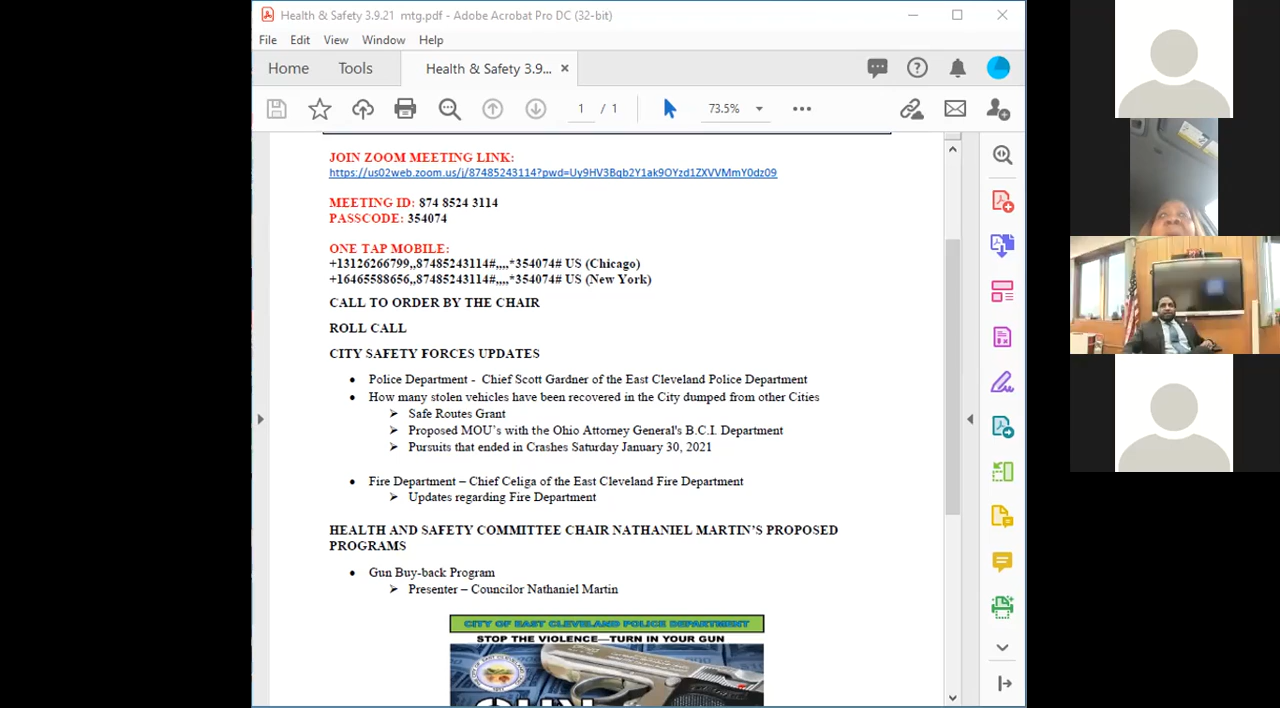 Health & Safety 3.9.21 mtg.pdf - Adobe Acrobat Pro DC (32-bit)
File Edit View Window Help
Home Tools Health & Safety 3.9...
1 / 1 73.5%
JOIN ZOOM MEETING LINK:
https://us02web.zoom.us/j/87485243114?pwd=Uy9HV3Bqb2Y1ak9OYzd1ZXVVMmY0dz09
MEETING ID: 874 8524 3114
PASSCODE: 354074
ONE TAP MOBILE:
+13126266799,,87485243114#,,,,*354074# US (Chicago)
+16465588656,,87485243114#,,,,*354074# US (New York)
CALL TO ORDER BY THE CHAIR
ROLL CALL
CITY SAFETY FORCES UPDATES
• Police Department - Chief Scott Gardner of the East Cleveland Police Department
• How many stolen vehicles have been recovered in the City dumped from other Cities
➢ Safe Routes Grant
➢ Proposed MOU's with the Ohio Attorney General's B.C.I. Department
➢ Pursuits that ended in Crashes Saturday January 30, 2021
• Fire Department – Chief Celiga of the East Cleveland Fire Department
➢ Updates regarding Fire Department
HEALTH AND SAFETY COMMITTEE CHAIR NATHANIEL MARTIN'S PROPOSED
PROGRAMS
• Gun Buy-back Program
➢ Presenter – Councilor Nathaniel Martin
CITY OF EAST CLEVELAND POLICE DEPARTMENT
STOP THE VIOLENCE—TURN IN YOUR GUN
GUN